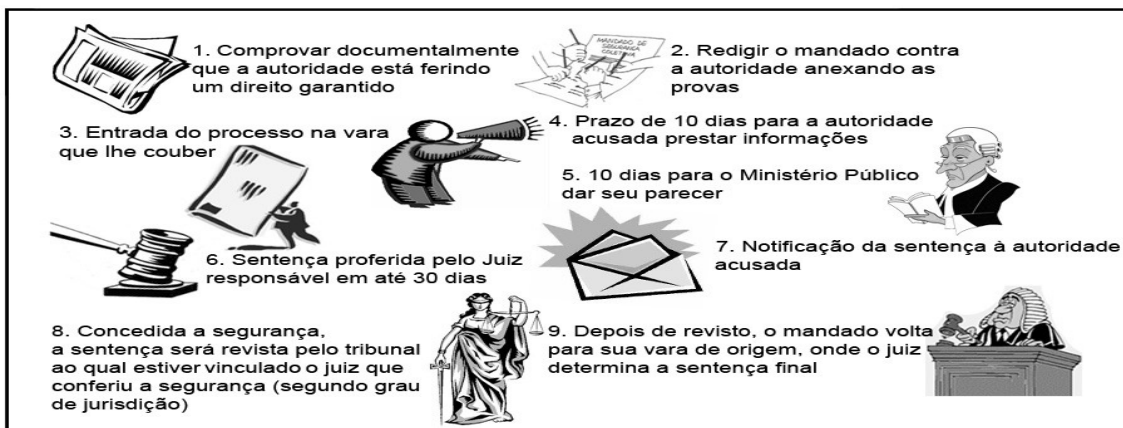 1. Comprovar documentalmente
que a autoridade está ferindo
um direito garantido
MANDADO DE
SEGURANÇA
COLETIVA
2. Redigir o mandado contra
a autoridade anexando as
provas
3. Entrada do processo na vara
que lhe couber
4. Prazo de 10 dias para a autoridade
acusada prestar informações
5. 10 dias para o Ministério Público
dar seu parecer
6. Sentença proferida pelo Juiz
responsável em até 30 dias
7. Notificação da sentença à autoridade
acusada
8. Concedida a segurança,
a sentença será revista pelo tribunal
ao qual estiver vinculado o juiz que
conferiu a segurança (segundo grau
de jurisdição)
9. Depois de revisto, o mandado volta
para sua vara de origem, onde o juiz
determina a sentença final